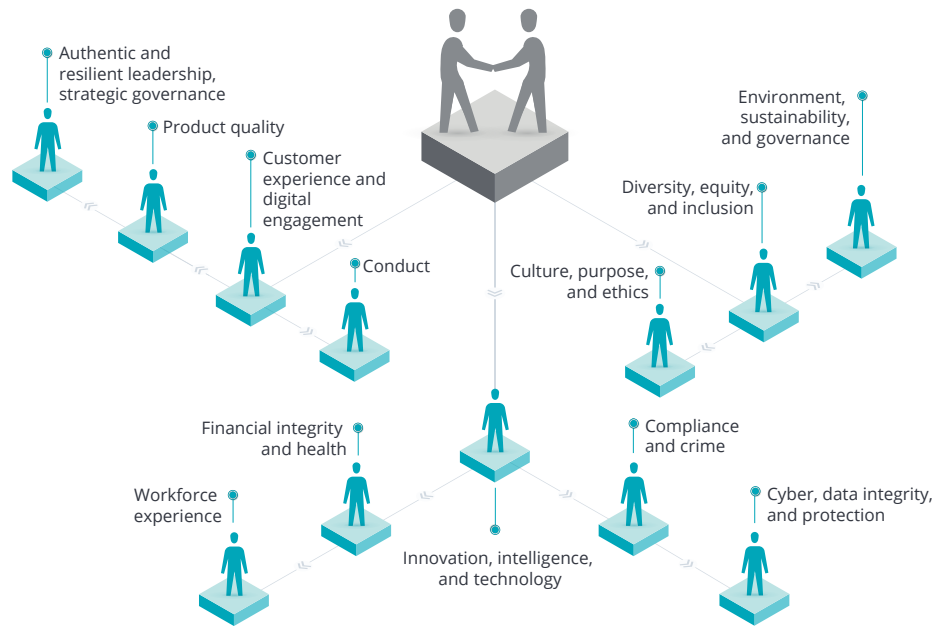 Authentic and
resilient leadership,
strategic governance
Product quality
Customer
experience and
digital
engagement
Conduct
Environment,
sustainability,
and governance
Diversity, equity,
and inclusion
Culture, purpose,
and ethics
Financial integrity
and health
Workforce
experience
Innovation, intelligence,
and technology
Compliance
and crime
Cyber, data integrity,
and protection